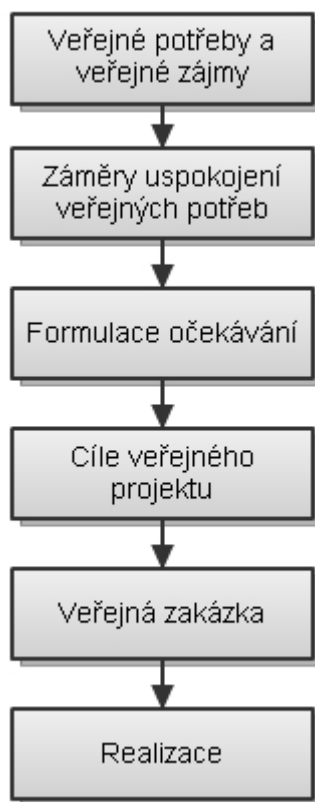 Veřejné potřeby a
veřejné zájmy
Záměry uspokojení
veřejných potřeb
Formulace očekávání
Cíle veřejného
projektu
Veřejná zakázka
Realizace